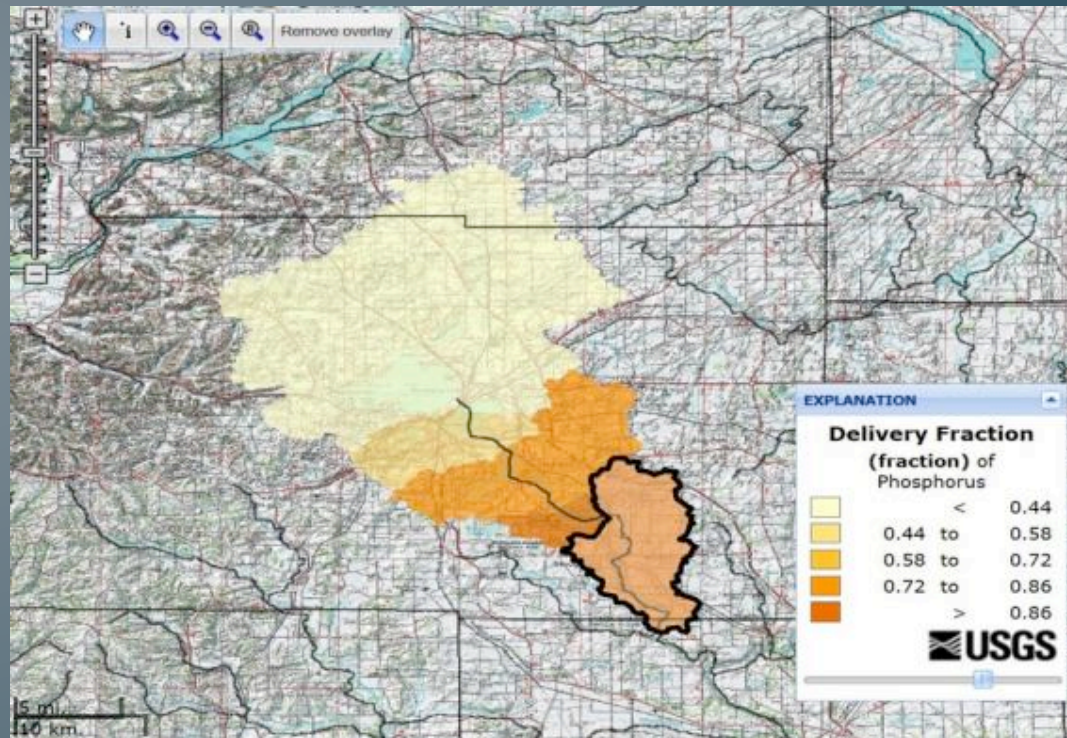 +
i
R
Remove overlay
−
EXPLANATION
Delivery Fraction
(fraction) of
Phosphorus
< 0.44
0.44 to 0.58
0.58 to 0.72
0.72 to 0.86
> 0.86
USGS
5 mi.
10 km.